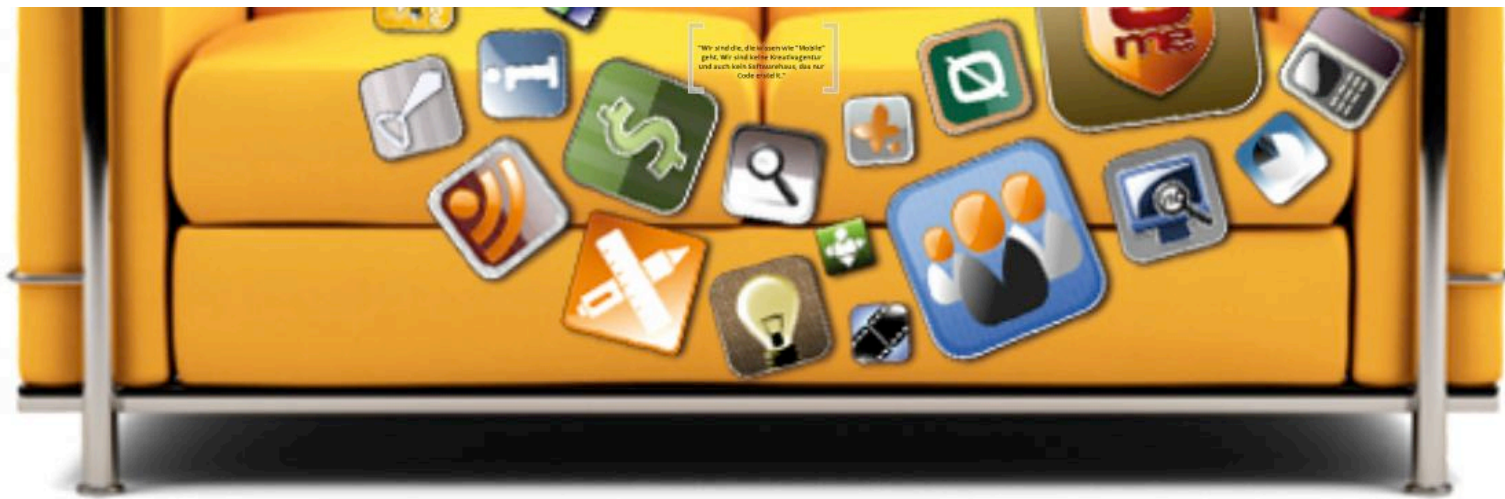 me
"Wir sind die, die wissen wie "Mobile"
geht. Wir sind keine Kreativagentur
und auch kein Softwarehaus, das nur
Code erstellt."